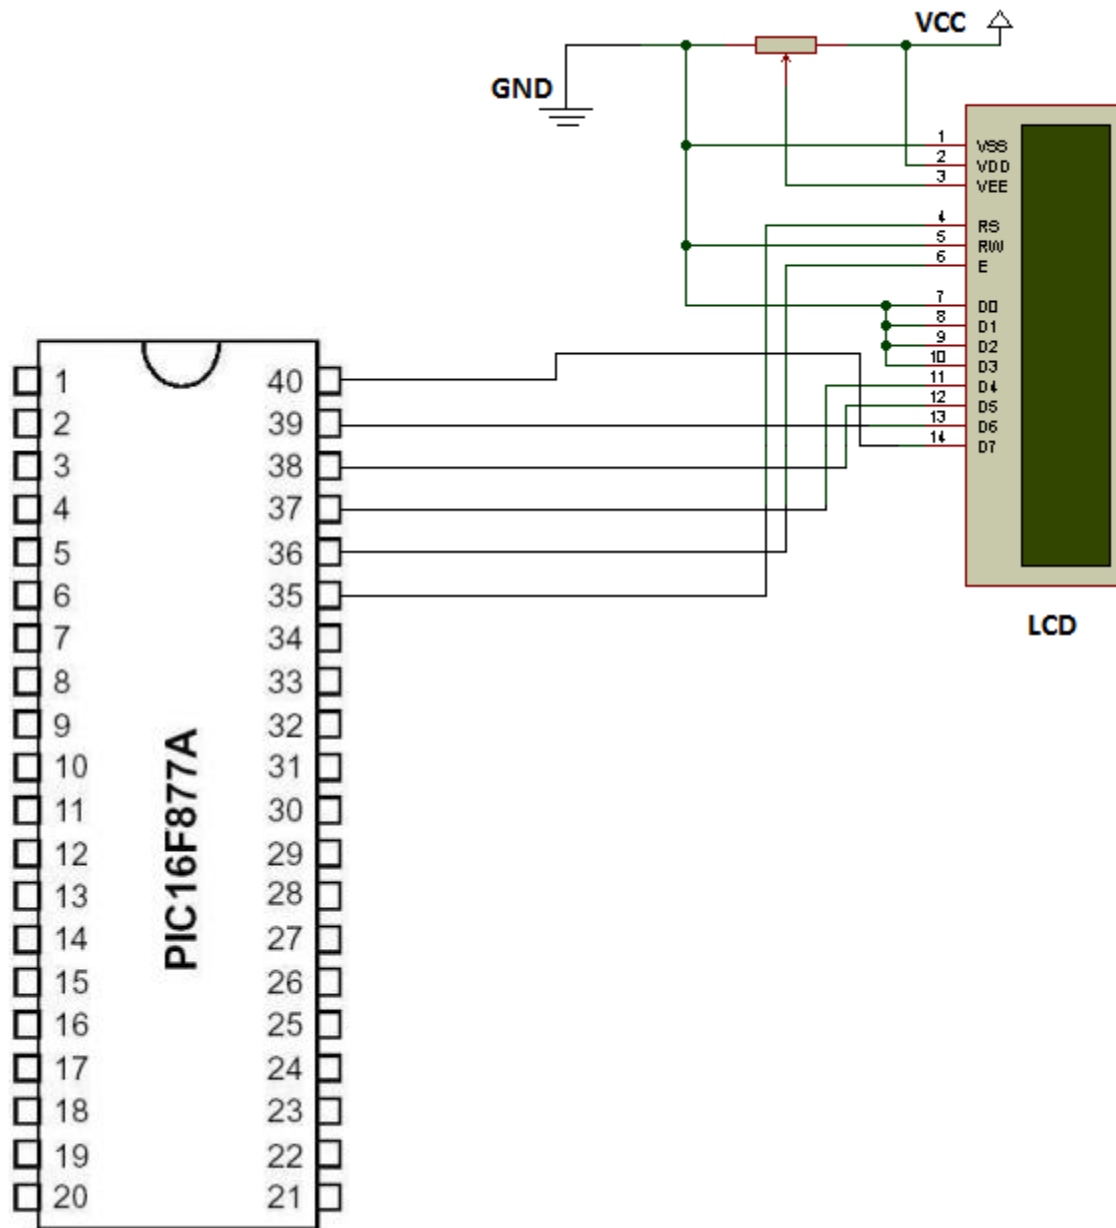 VCC
GND
1 VSS
2 VDD
3 VEE
4 RS
5 RW
6 E
7 D0
8 D1
9 D2
10 D3
11 D4
12 D5
13 D6
14 D7
LCD
1 40
2 39
3 38
4 37
5 36
6 35
7 34
8 33
9 32
10 31
11 30
12 29
13 28
14 27
15 26
16 25
17 24
18 23
19 22
20 21
PIC16F877A